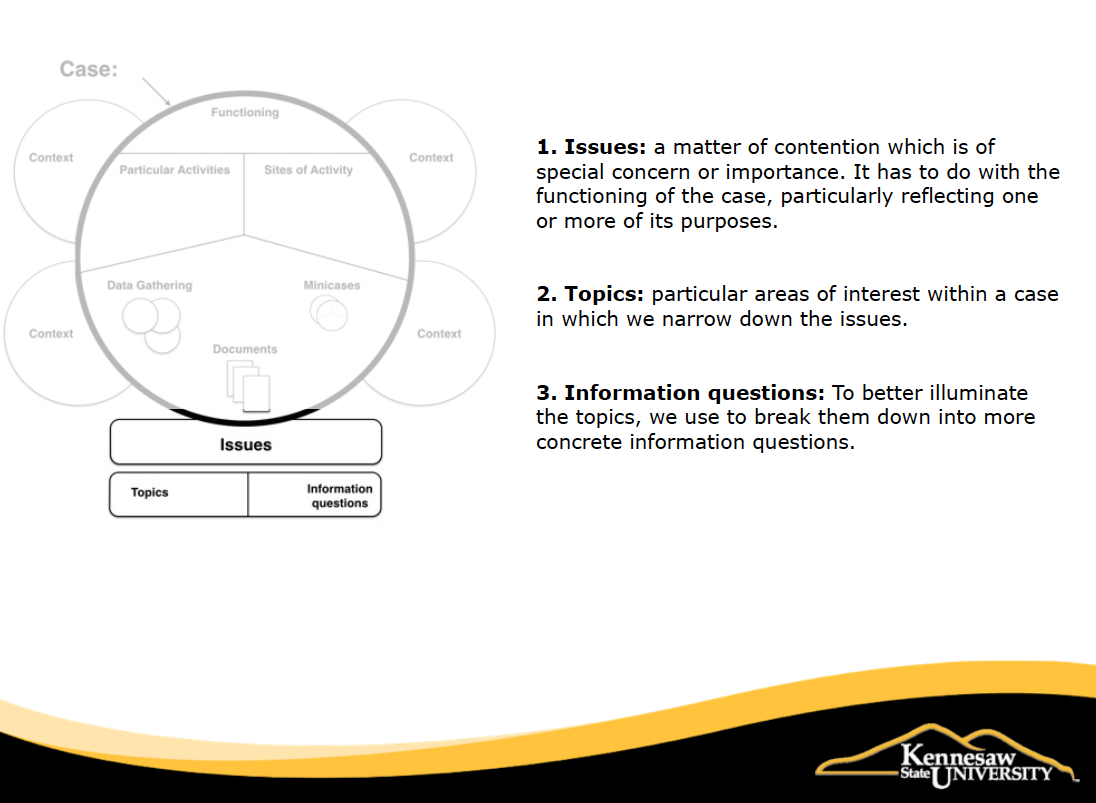 Case:
Functioning
Context
Context
Particular Activities
Sites of Activity
Data Gathering
Minicases
Context
Context
Documents
Issues
Topics
Information
questions
1. Issues: a matter of contention which is of
special concern or importance. It has to do with the
functioning of the case, particularly reflecting one
or more of its purposes.
2. Topics: particular areas of interest within a case
in which we narrow down the issues.
3. Information questions: To better illuminate
the topics, we use to break them down into more
concrete information questions.
Kennesaw
State UNIVERSITY